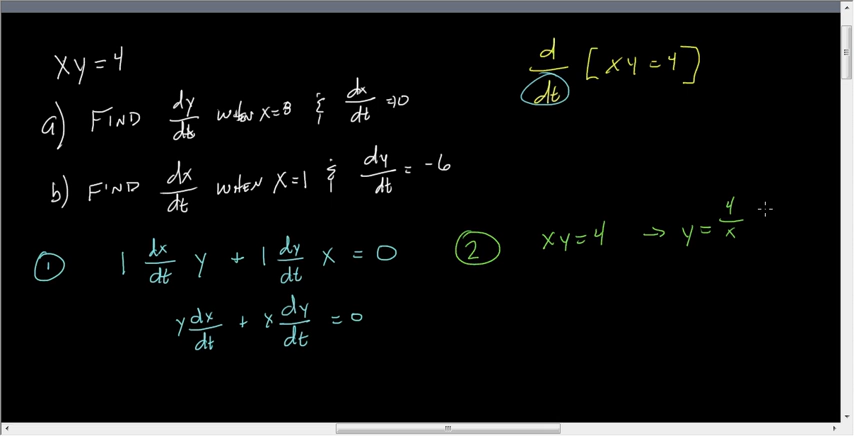 xy = 4
a) FIND dy/dt when x=8 & dx/dt =10
b) FIND dx/dt WHEN x=1 & dy/dt = -6
d/dt [xy = 4]
① 1 dx/dt y + 1 dy/dt x = 0
y dx/dt + x dy/dt = 0
② xy = 4 → y = 4/x